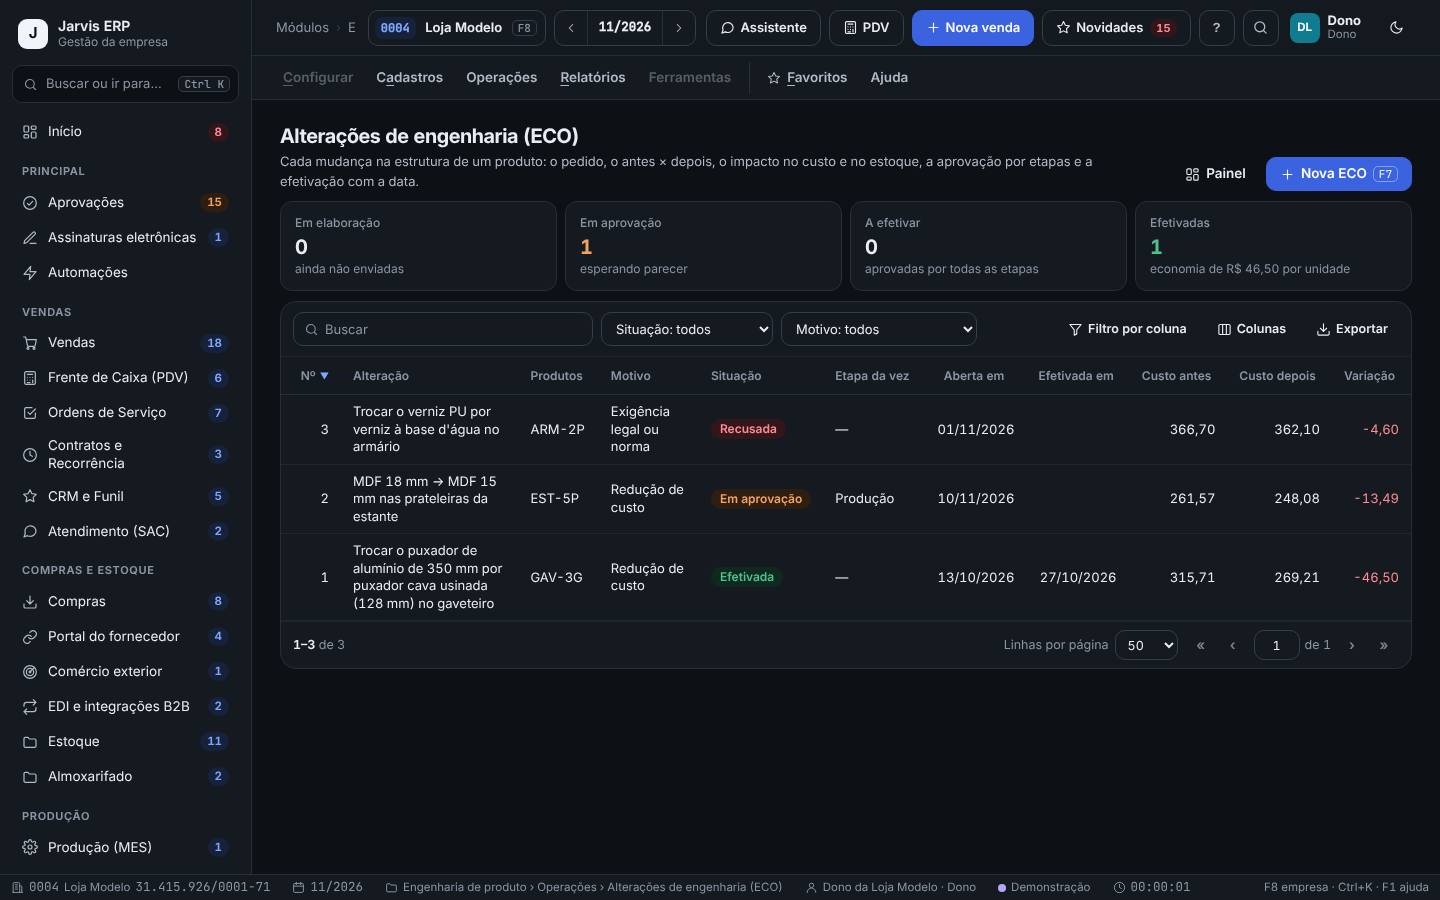 J
Jarvis ERP
Gestão da empresa
Buscar ou ir para... Ctrl K
Início 8
PRINCIPAL
Aprovações 15
Assinaturas eletrônicas 1
Automações
VENDAS
Vendas 18
Frente de Caixa (PDV) 6
Ordens de Serviço 7
Contratos e
Recorrência 3
CRM e Funil 5
Atendimento (SAC) 2
COMPRAS E ESTOQUE
Compras 8
Portal do fornecedor 4
Comércio exterior 1
EDI e integrações B2B 2
Estoque 11
Almoxarifado 2
PRODUÇÃO
Produção (MES) 1
Módulos › E 0004 Loja Modelo F8 ‹ 11/2026 › Assistente PDV + Nova venda Novidades 15 ? DL Dono
Dono
Configurar Cadastros Operações Relatórios Ferramentas Favoritos Ajuda
Alterações de engenharia (ECO)
Cada mudança na estrutura de um produto: o pedido, o antes × depois, o impacto no custo e no estoque, a aprovação por etapas e a
efetivação com a data.
Painel + Nova ECO F7
Em elaboração
0
ainda não enviadas
Em aprovação
1
esperando parecer
A efetivar
0
aprovadas por todas as etapas
Efetivadas
1
economia de R$ 46,50 por unidade
Buscar Situação: todos Motivo: todos Filtro por coluna Colunas Exportar
Nº ▼ Alteração Produtos Motivo Situação Etapa da vez Aberta em Efetivada em Custo antes Custo depois Variação
3 Trocar o verniz PU por
verniz à base d'água no
armário ARM-2P Exigência
legal ou
norma Recusada — 01/11/2026 366,70 362,10 -4,60
2 MDF 18 mm → MDF 15
mm nas prateleiras da
estante EST-5P Redução de
custo Em aprovação Produção 10/11/2026 261,57 248,08 -13,49
1 Trocar o puxador de
alumínio de 350 mm por
puxador cava usinada
(128 mm) no gaveteiro GAV-3G Redução de
custo Efetivada — 13/10/2026 27/10/2026 315,71 269,21 -46,50
1–3 de 3 Linhas por página 50 « ‹ 1 de 1 › »
0004 Loja Modelo 31.415.926/0001-71 11/2026 Engenharia de produto › Operações › Alterações de engenharia (ECO) Dono da Loja Modelo · Dono Demonstração 00:00:01 F8 empresa · Ctrl+K · F1 ajuda